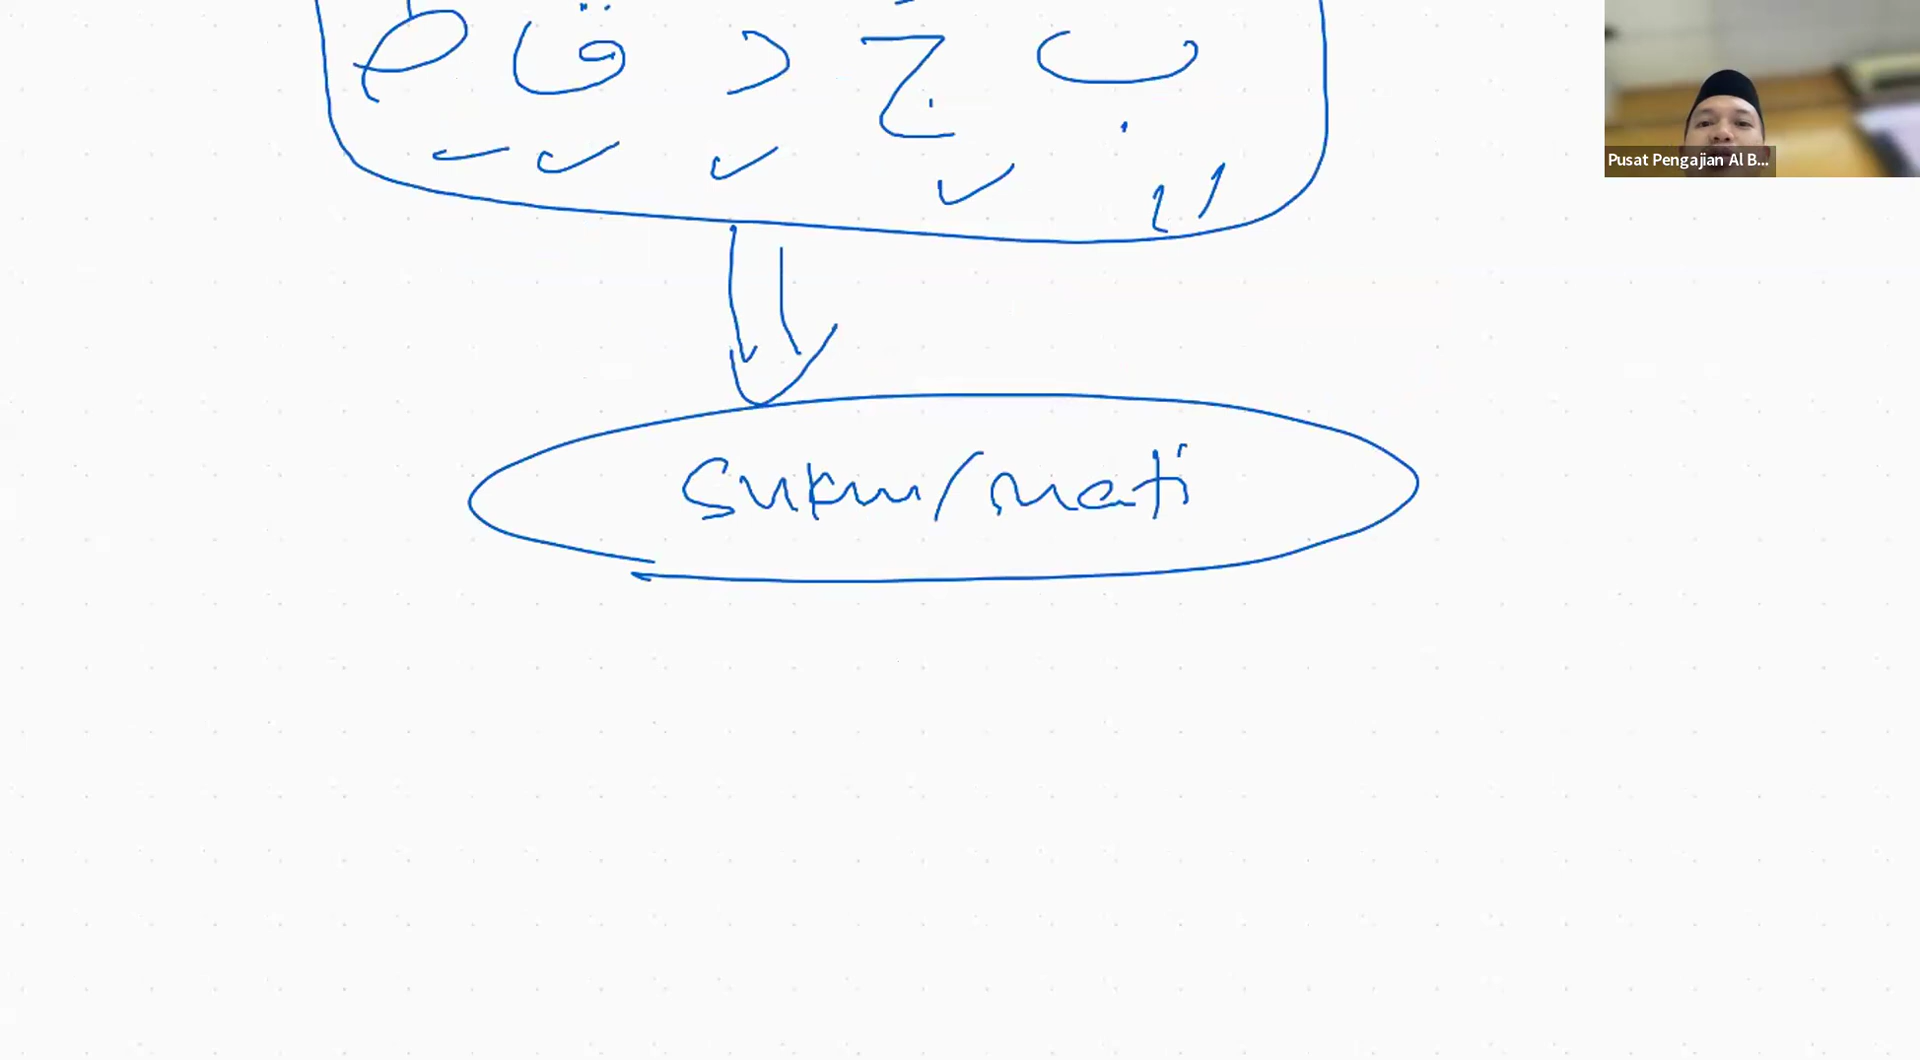 ب ج د ق ط
Pusat Pengajian Al B...
sukun/mati